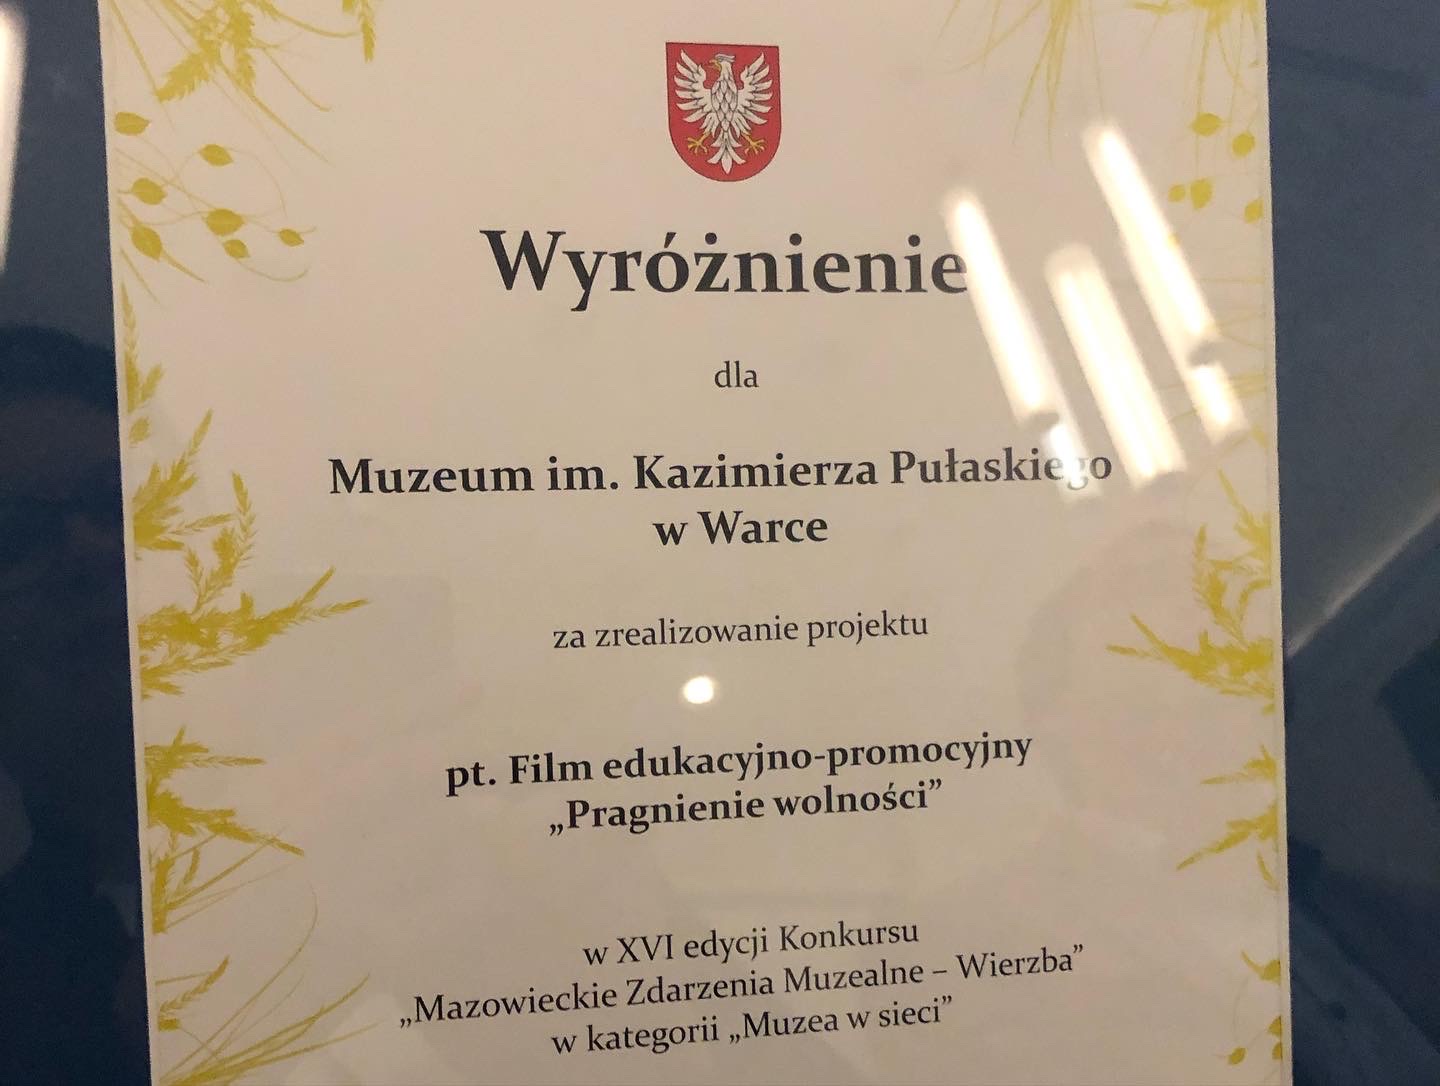 Wyróżnienie
dla
Muzeum im. Kazimierza Pułaskiego
w Warce
za zrealizowanie projektu
pt. Film edukacyjno-promocyjny
„Pragnienie wolności”
w XVI edycji Konkursu
„Mazowieckie Zdarzenia Muzealne – Wierzba”
w kategorii „Muzea w sieci”